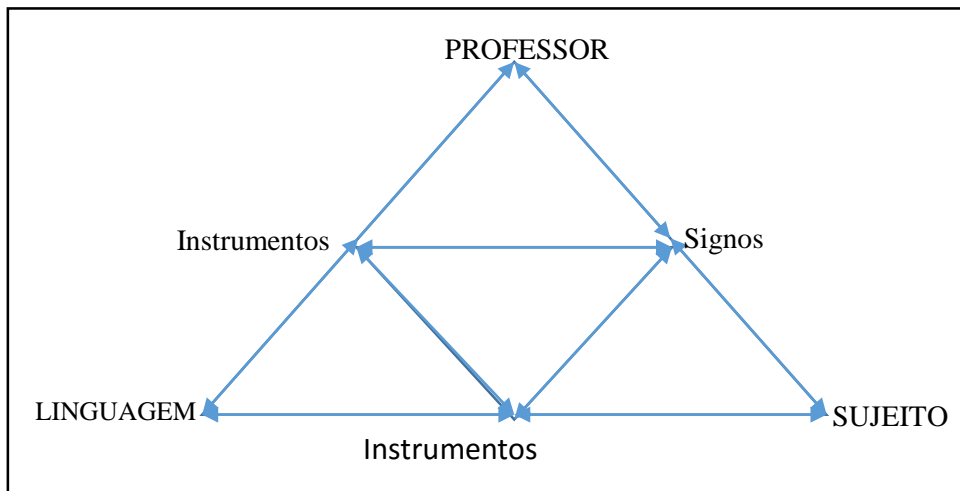 PROFESSOR
Instrumentos
Signos
LINGUAGEM
SUJEITO
Instrumentos